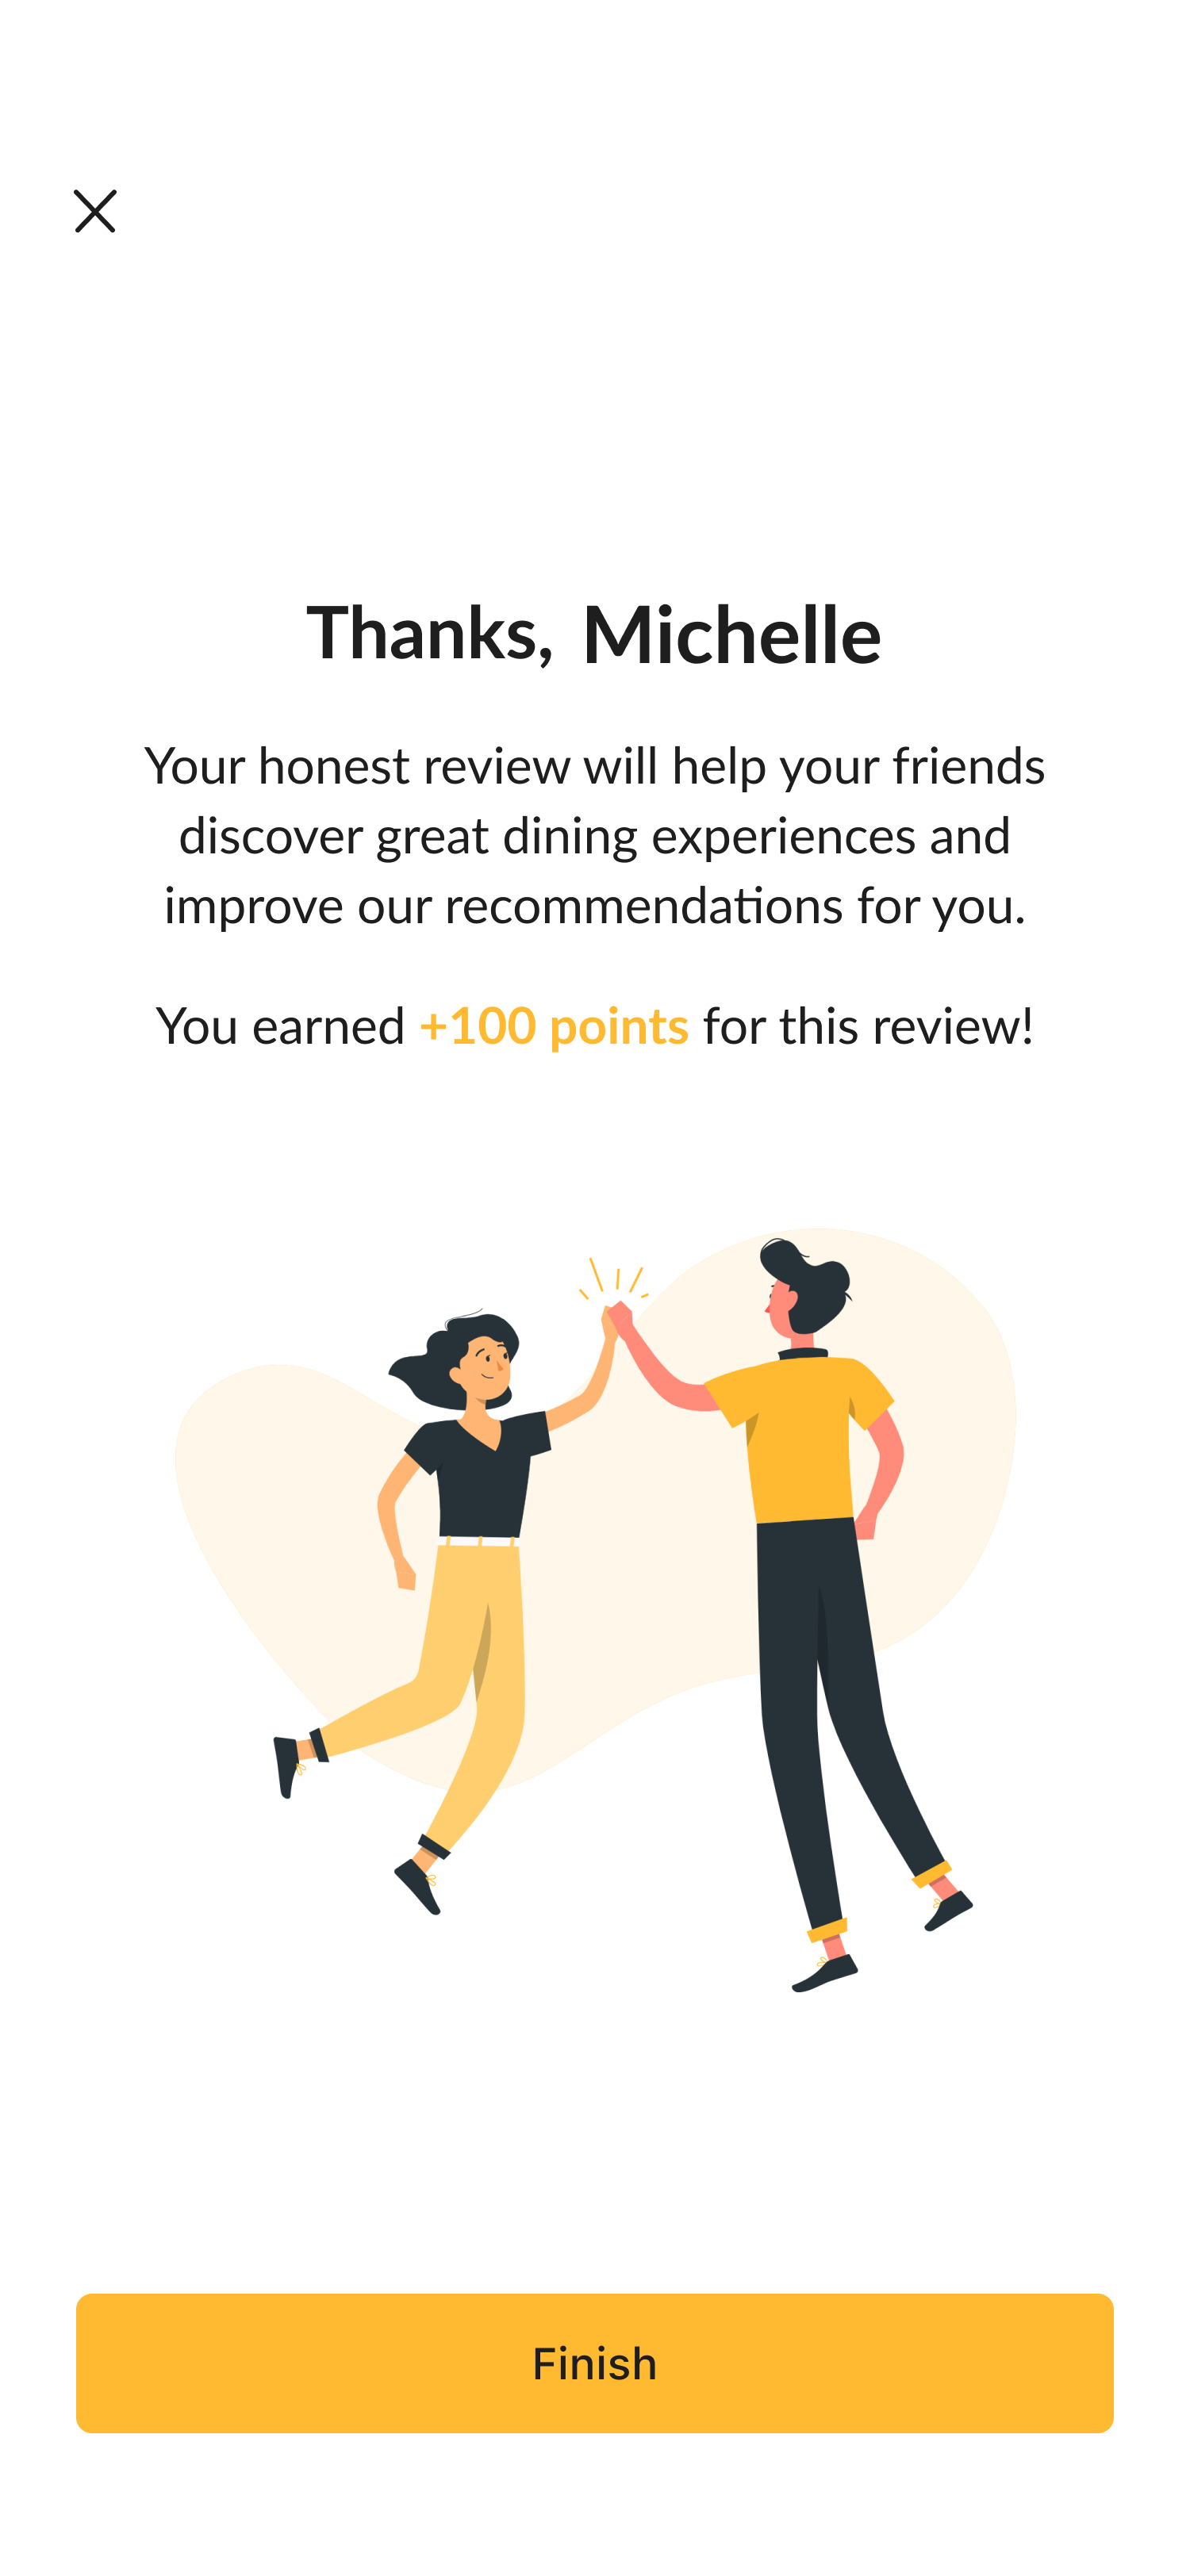 Thanks, Michelle
Your honest review will help your friends
discover great dining experiences and
improve our recommendations for you.
You earned +100 points for this review!
Finish